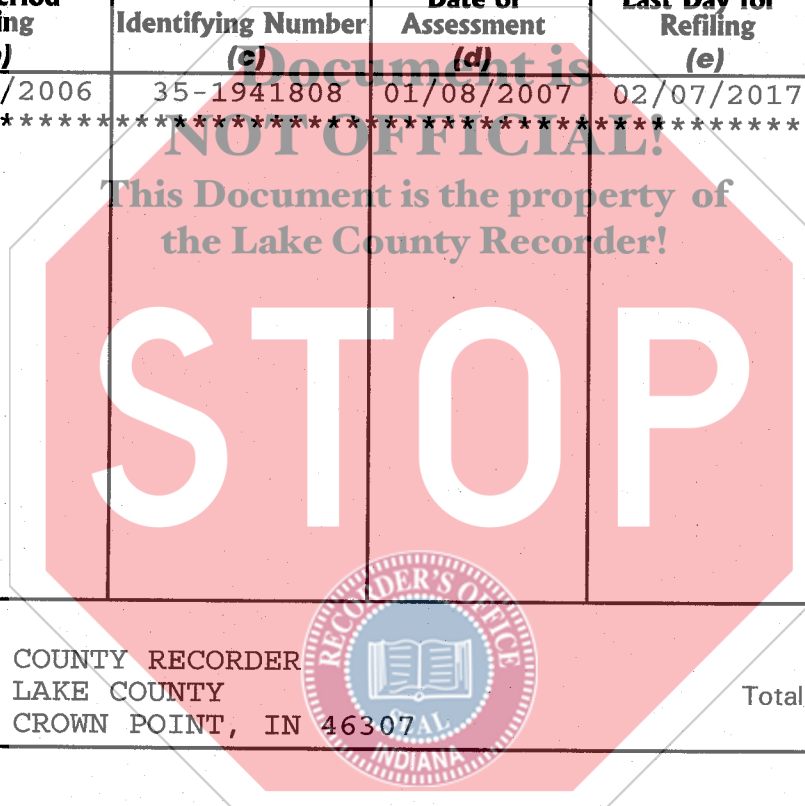 eriod Date of Last Day for
ing Identifying Number Assessment Refiling
) (c) (d) (e)
/2006 35-1941808 01/08/2007 02/07/2017
*****************************************
Document is
NOT OFFICIAL!
This Document is the property of
the Lake County Recorder!
STOP
RECORDER'S OFFICE
SEAL
INDIANA
COUNTY RECORDER
LAKE COUNTY
CROWN POINT, IN 46307
Total